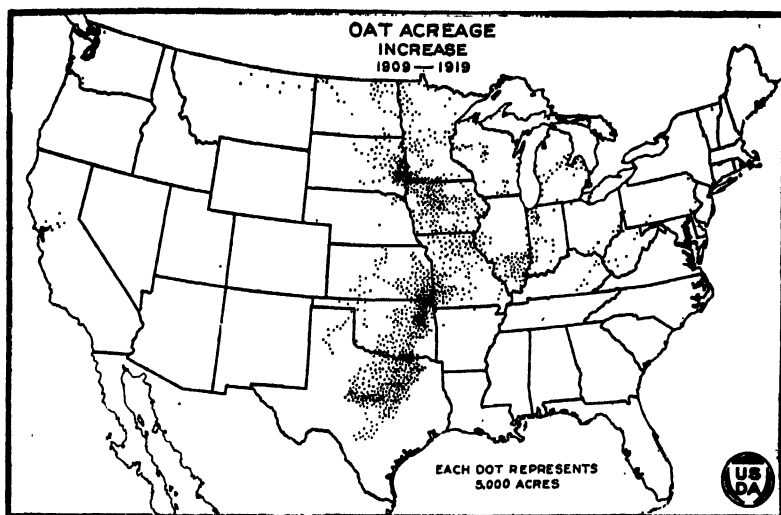 OAT ACREAGE
INCREASE
1909—1919
EACH DOT REPRESENTS
5,000 ACRES
US
DA